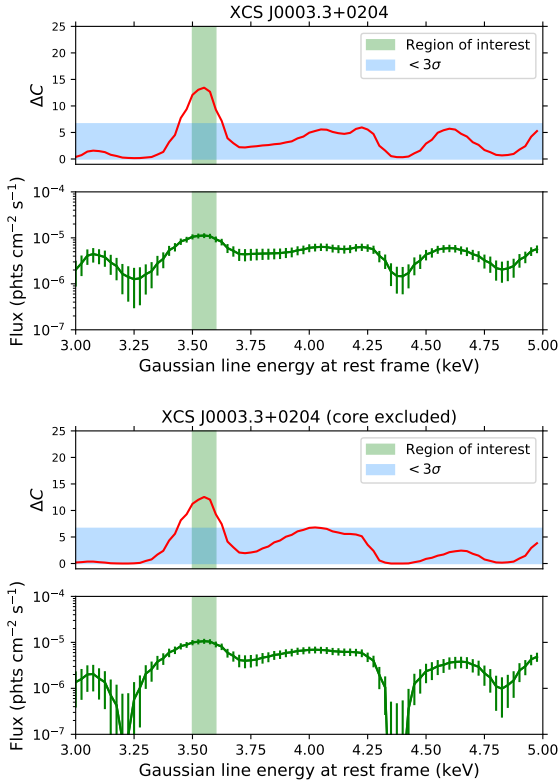 XCS J0003.3+0204
25
20
15
10
5
0
ΔC
Region of interest
< 3σ
10⁻⁴
10⁻⁵
10⁻⁶
10⁻⁷
Flux (phts cm⁻² s⁻¹)
3.00 3.25 3.50 3.75 4.00 4.25 4.50 4.75 5.00
Gaussian line energy at rest frame (keV)
XCS J0003.3+0204 (core excluded)
25
20
15
10
5
0
ΔC
Region of interest
< 3σ
10⁻⁴
10⁻⁵
10⁻⁶
10⁻⁷
Flux (phts cm⁻² s⁻¹)
3.00 3.25 3.50 3.75 4.00 4.25 4.50 4.75 5.00
Gaussian line energy at rest frame (keV)